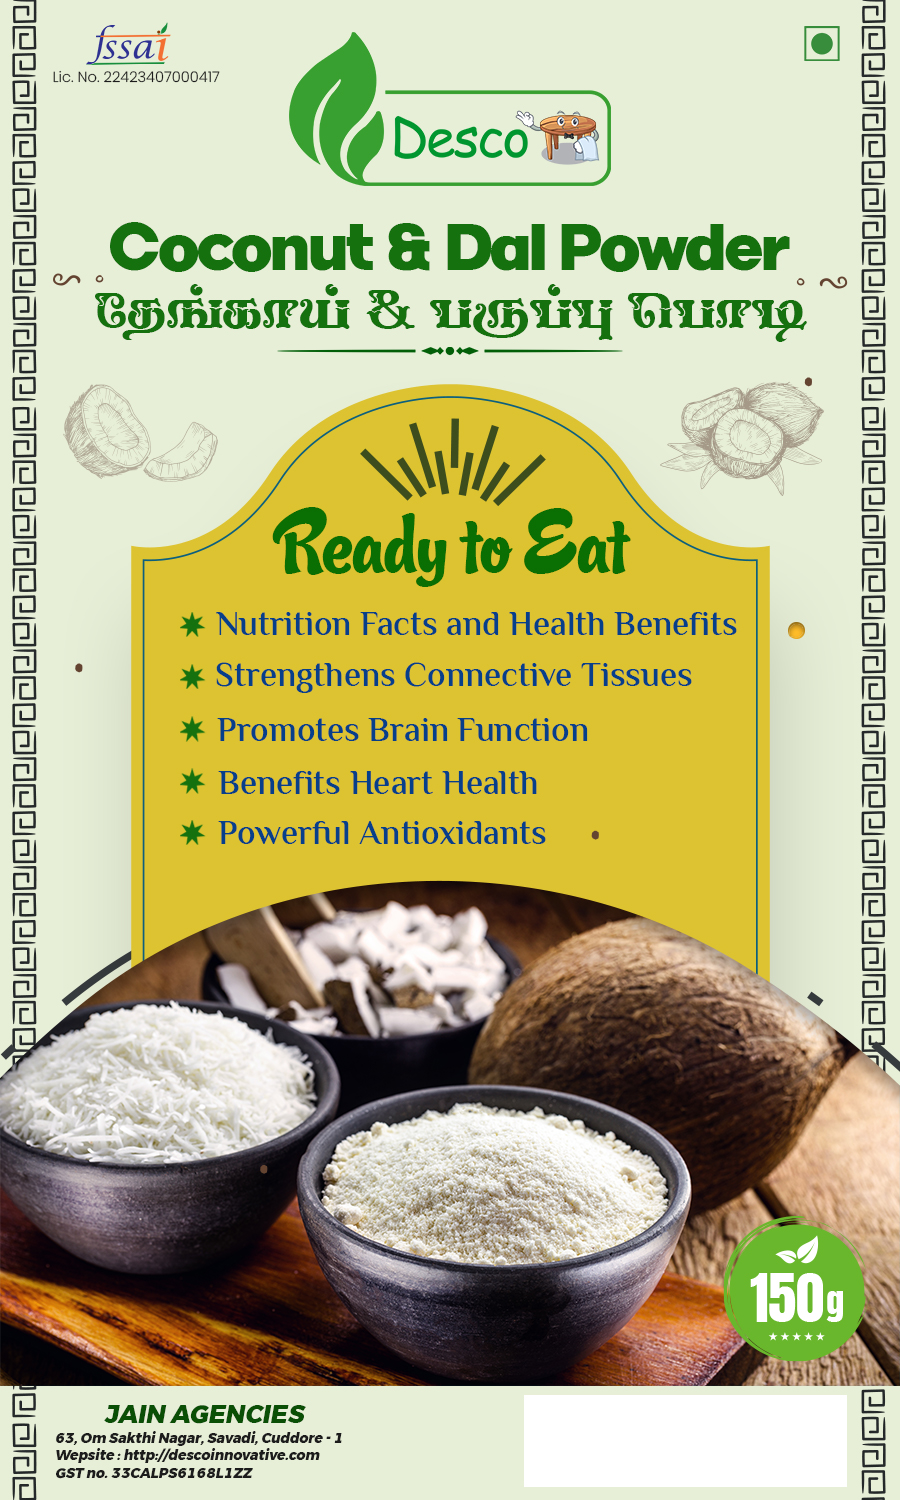 fssai
Lic. No. 22423407000417
Desco
Coconut & Dal Powder
தேங்காய் & பருப்பு பொடி
Ready to Eat
Nutrition Facts and Health Benefits
Strengthens Connective Tissues
Promotes Brain Function
Benefits Heart Health
Powerful Antioxidants
150g
JAIN AGENCIES
63, Om Sakthi Nagar, Savadi, Cuddore - 1
Wepsite : http://descoinnovative.com
GST no. 33CALPS6168L1ZZ